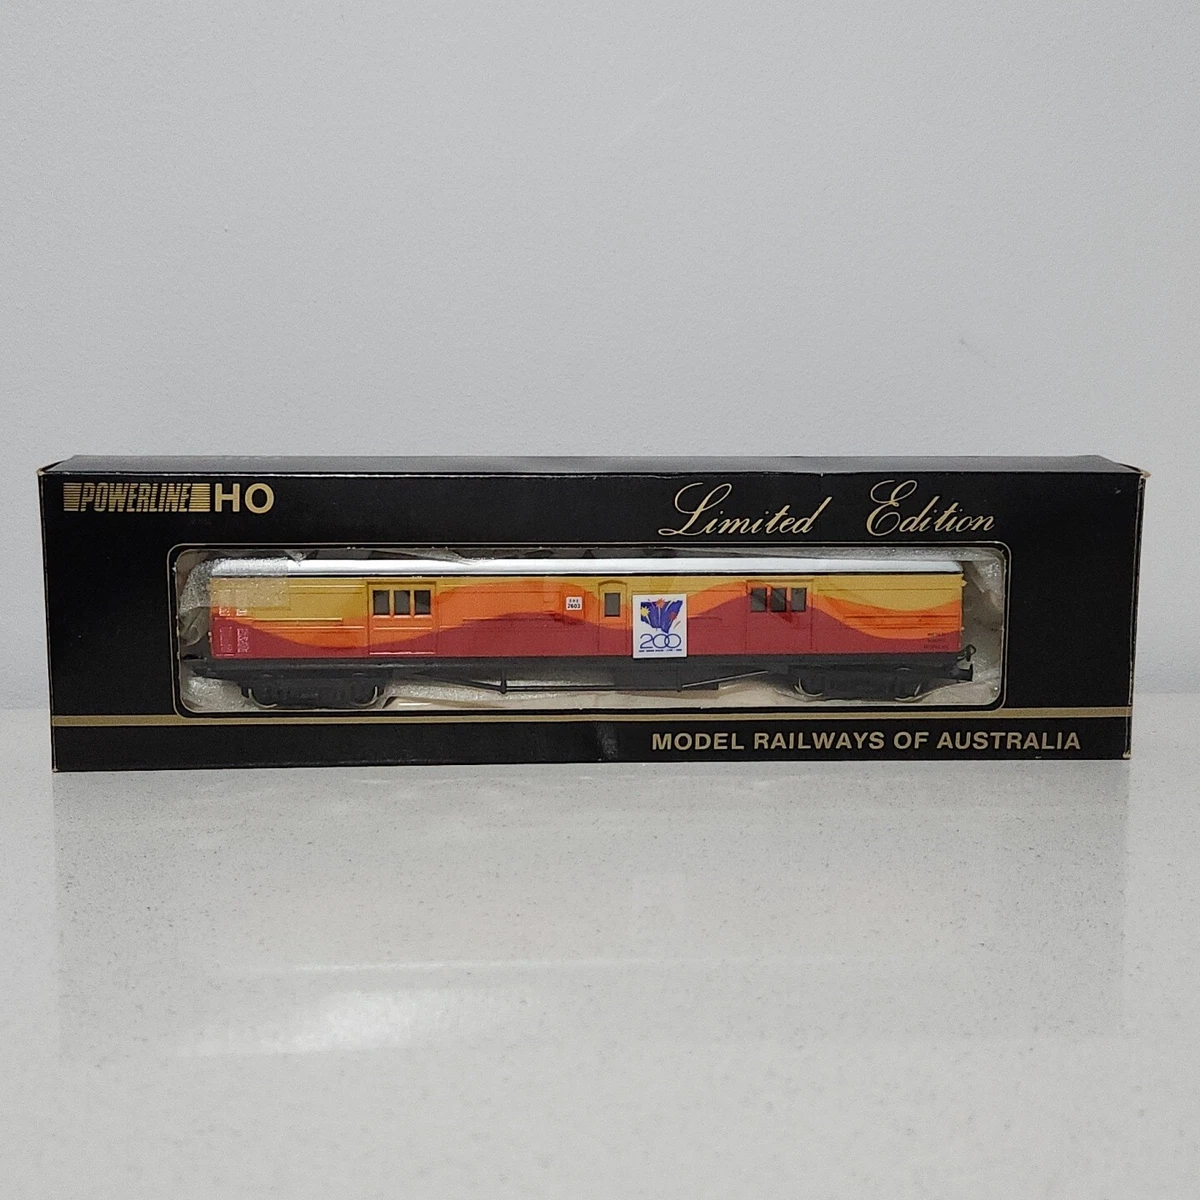 POWERLINE HO
Limited Edition
2603
200
MODEL RAILWAYS OF AUSTRALIA